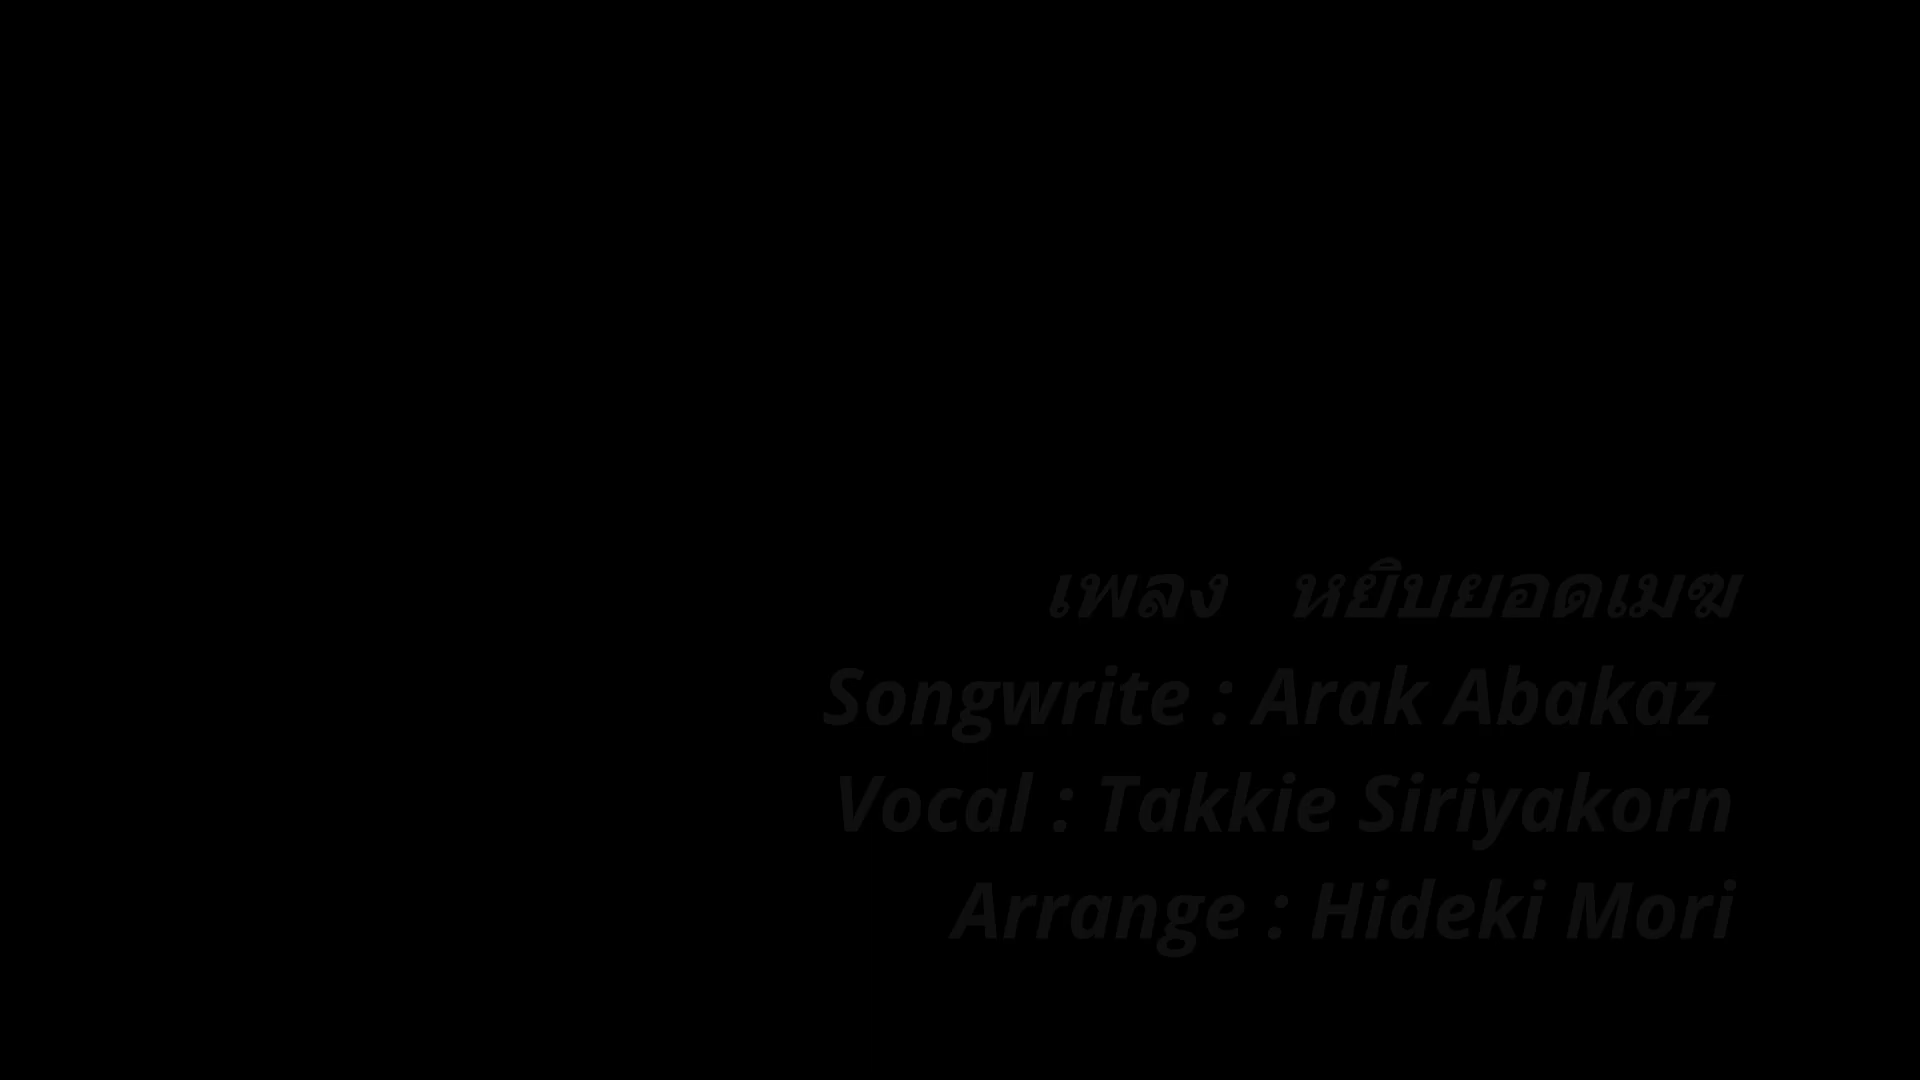 เพลง หยิบยอดเมฆ
Songwrite : Arak Abakaz
Vocal : Takkie Siriyakorn
Arrange : Hideki Mori